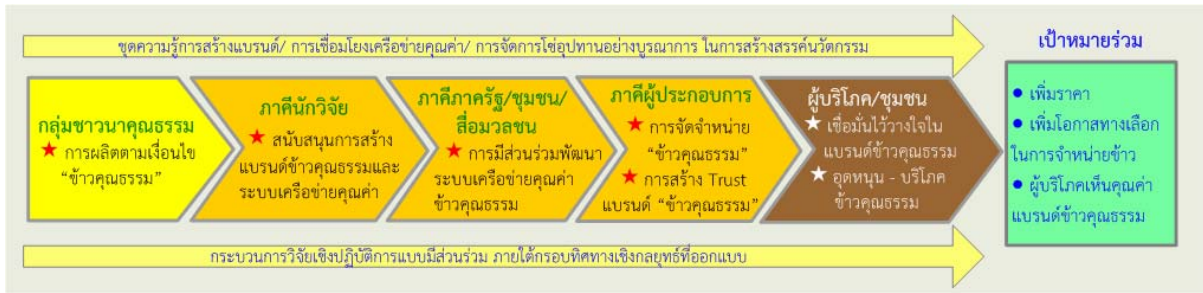 ชุดความรู้การสร้างแบรนด์/ การเชื่อมโยงเครือข่ายคุณค่า/ การจัดการโซ่อุปทานอย่างบูรณาการ ในการสร้างสรรค์นวัตกรรม
กลุ่มชาวนาคุณธรรม
★ การผลิตตามเงื่อนไข
“ข้าวคุณธรรม”
ภาคีนักวิจัย
★ สนับสนุนการสร้าง
แบรนด์ข้าวคุณธรรมและ
ระบบเครือข่ายคุณค่า
ภาคีภาครัฐ/ชุมชน/
สื่อมวลชน
★ การมีส่วนร่วมพัฒนา
ระบบเครือข่ายคุณค่า
ข้าวคุณธรรม
ภาคีผู้ประกอบการ
★ การจัดจำหน่าย
“ข้าวคุณธรรม”
★ การสร้าง Trust
แบรนด์ “ข้าวคุณธรรม”
ผู้บริโภค/ชุมชน
★ เชื่อมั่นไว้วางใจใน
แบรนด์ข้าวคุณธรรม
★ อุดหนุน - บริโภค
ข้าวคุณธรรม
เป้าหมายร่วม
● เพิ่มราคา
● เพิ่มโอกาสทางเลือก
ในการจำหน่ายข้าว
● ผู้บริโภคเห็นคุณค่า
แบรนด์ข้าวคุณธรรม
กระบวนการวิจัยเชิงปฏิบัติการแบบมีส่วนร่วม ภายใต้กรอบทิศทางเชิงกลยุทธ์ที่ออกแบบ